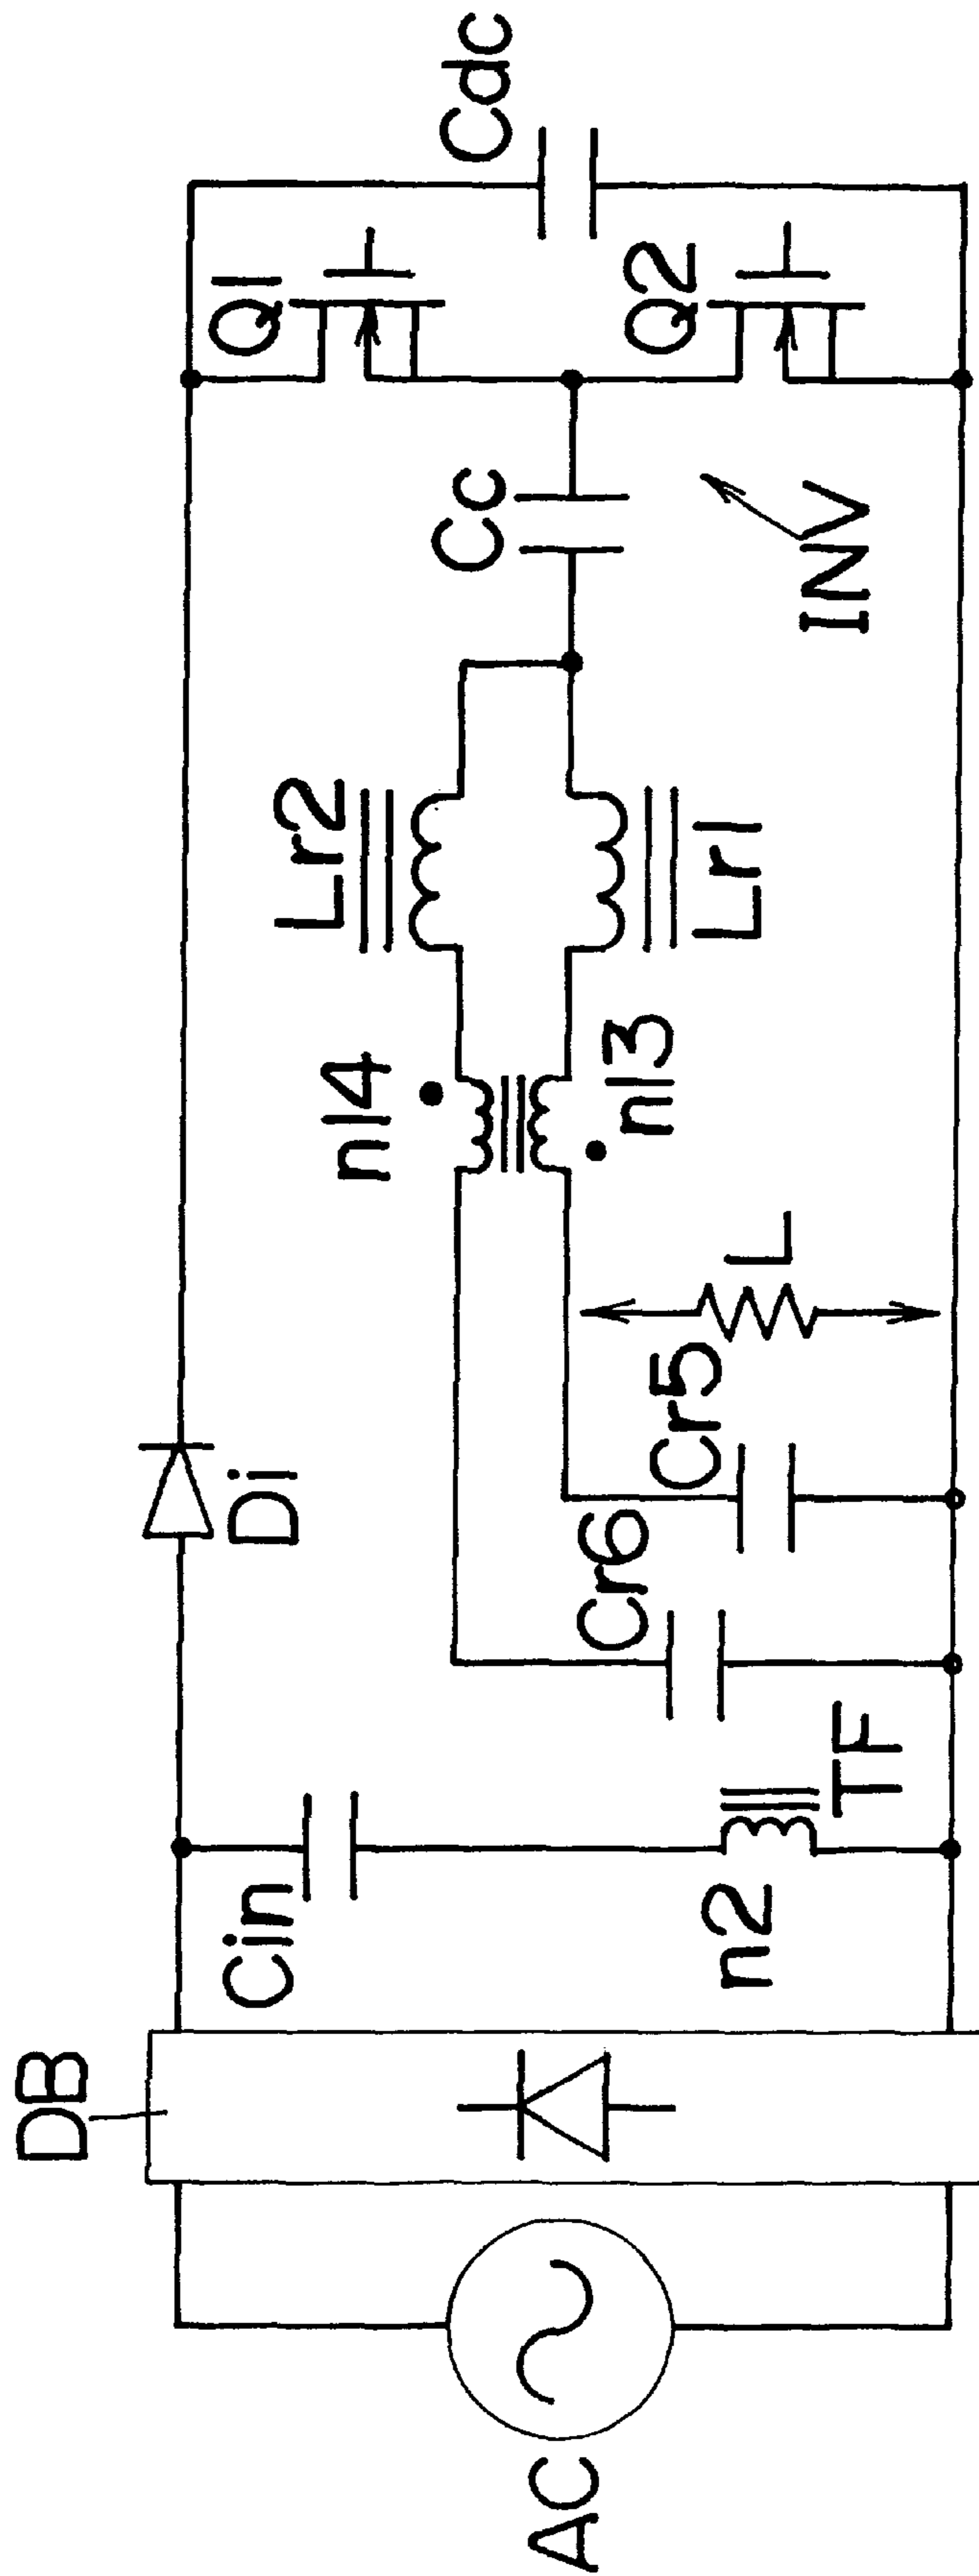 AC
DB
Cin
n2
TF
Di
Cr6
Cr5
L
n14
n13
Lr2
Lr1
Cc
INV
Q1
Q2
Cdc